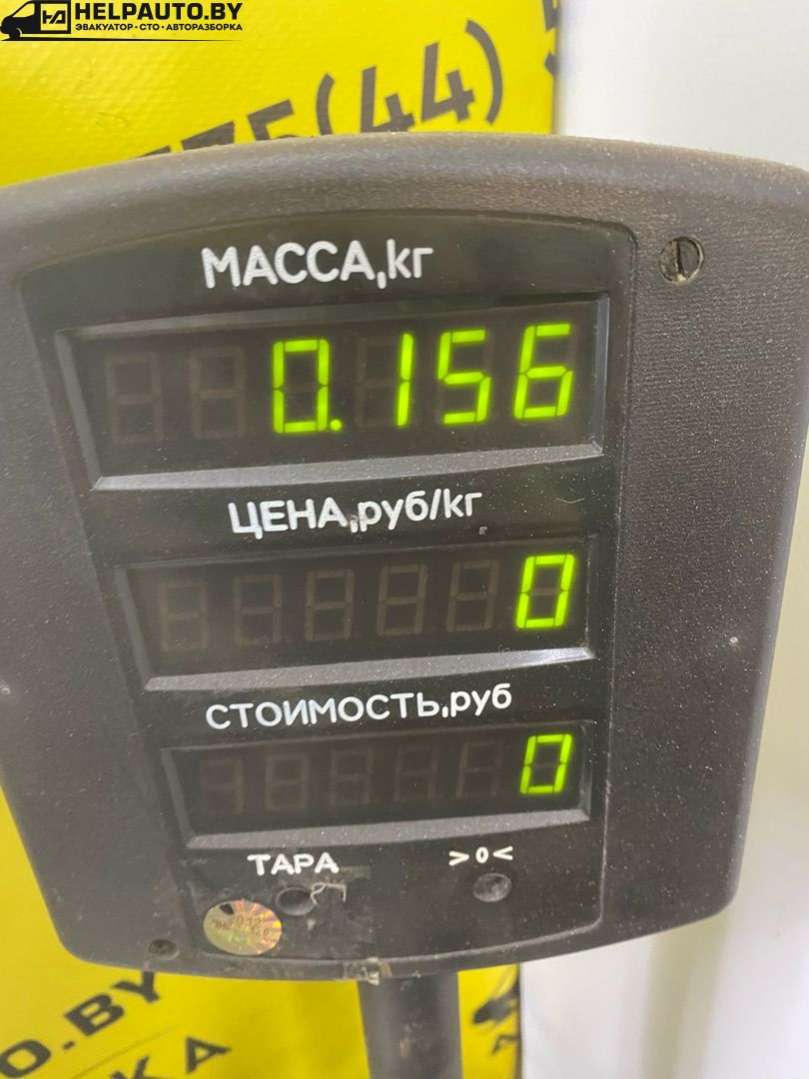 HELPAUTO.BY
ЭВАКУАТОР•СТО•АВТОРАЗБОРКА
(44)
МАССА,кг
0.156
ЦЕНА,руб/кг
0
СТОИМОСТЬ,руб
0
ТАРА >0<
O.BY